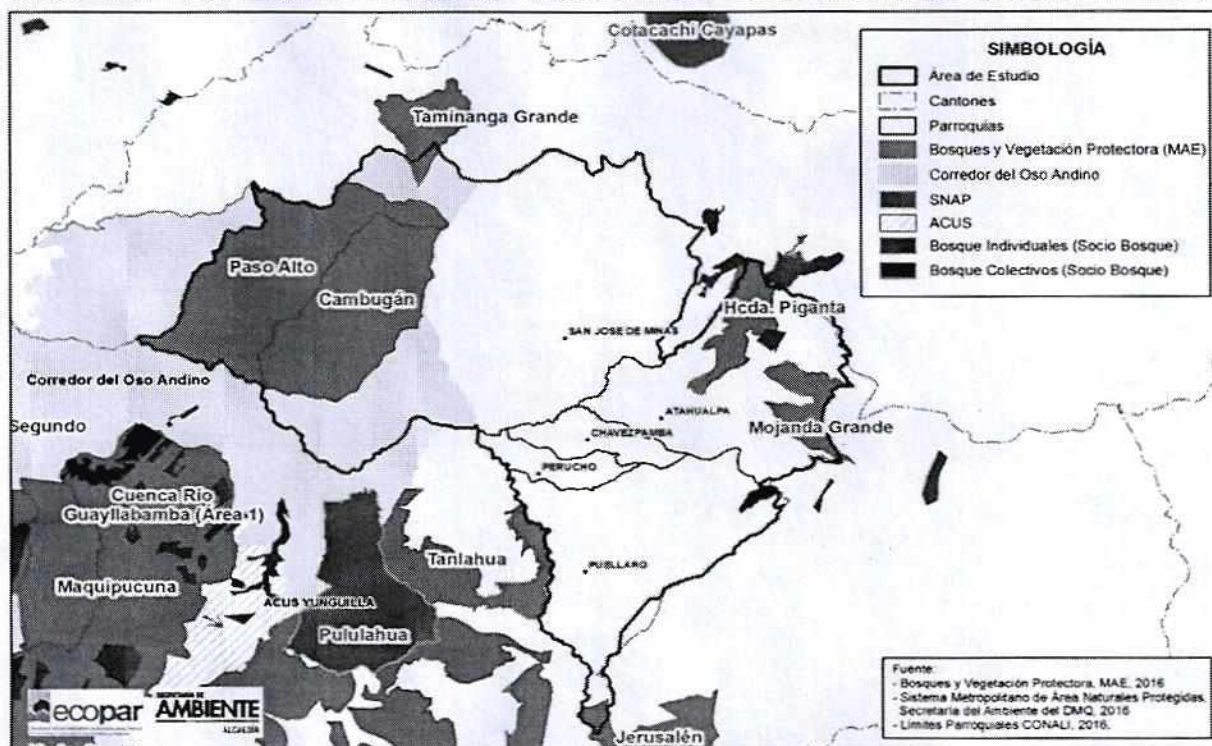 Cotacachi Cayapas
Taminanga Grande
Paso Alto
Cambugán
Hcda. Piganta
SAN JOSE DE MINAS
Corredor del Oso Andino
Segundo
ATAHUALPA
CHAVEZPAMBA
Mojanda Grande
PERUCHO
Cuenca Río
Guayllabamba (Área 1)
Maquipucuna
Tanlahua
PUELLARO
ACUS YUNGUILLA
Pululahua
Jerusalén
SIMBOLOGÍA
Área de Estudio
Cantones
Parroquias
Bosques y Vegetación Protectora (MAE)
Corredor del Oso Andino
SNAP
ACUS
Bosque Individuales (Socio Bosque)
Bosque Colectivos (Socio Bosque)
ecopar
SECRETARÍA DE
AMBIENTE
ALCALDÍA
Fuente:
- Bosques y Vegetación Protectora, MAE, 2016
- Sistema Metropolitano de Área Naturales Protegidas,
Secretaría del Ambiente del DMQ, 2016
- Límites Parroquiales CONALI, 2016.